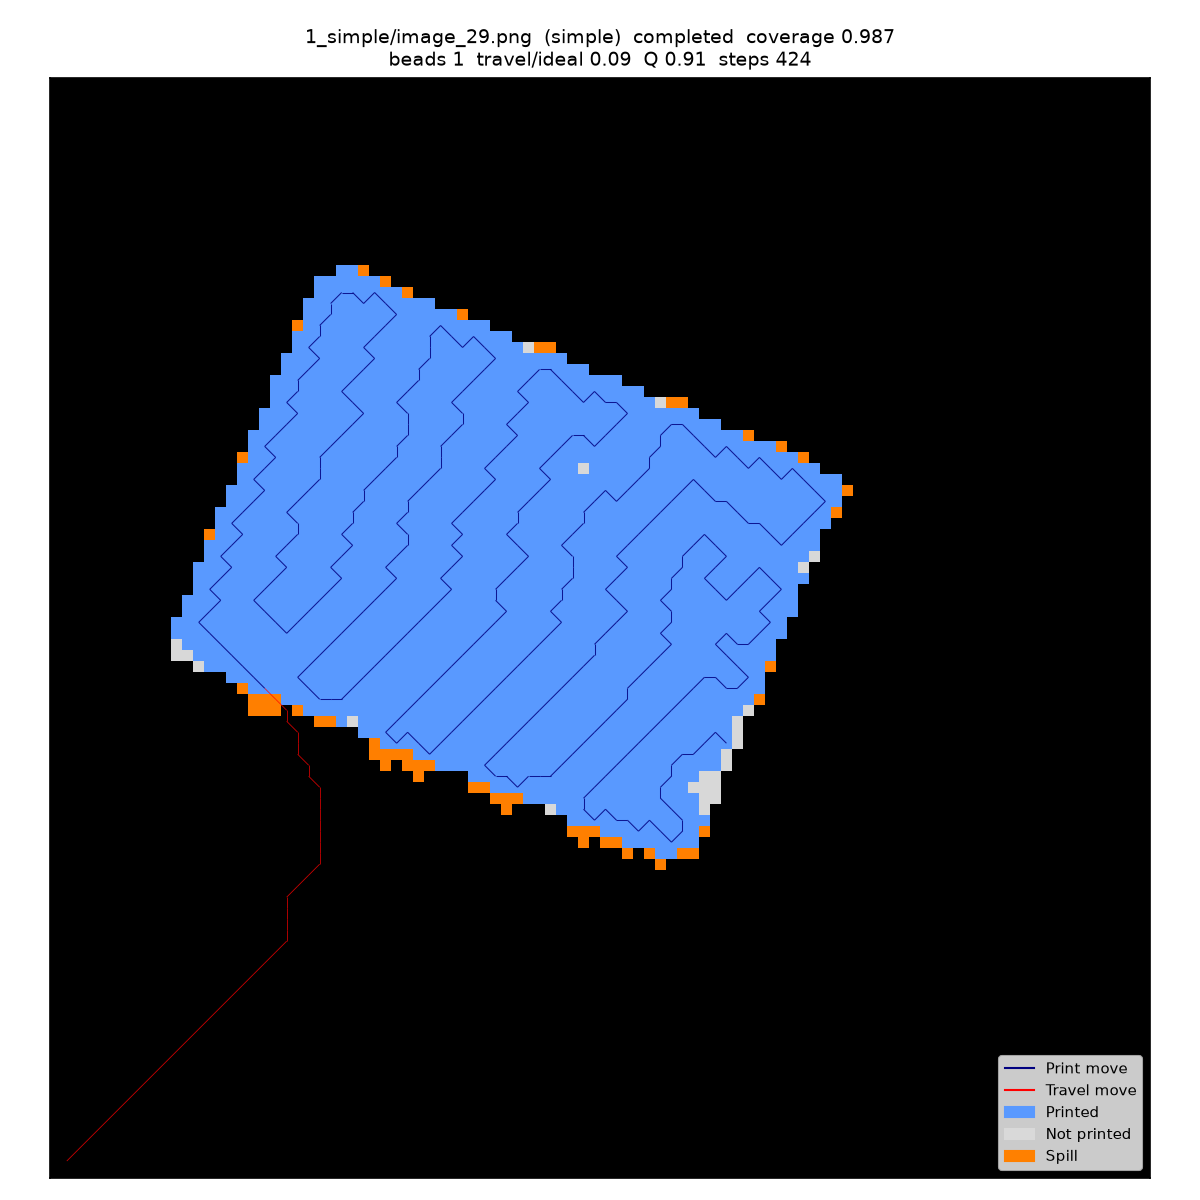 1_simple/image_29.png  (simple)  completed  coverage 0.987
beads 1  travel/ideal 0.09  Q 0.91  steps 424
Print move
Travel move
Printed
Not printed
Spill